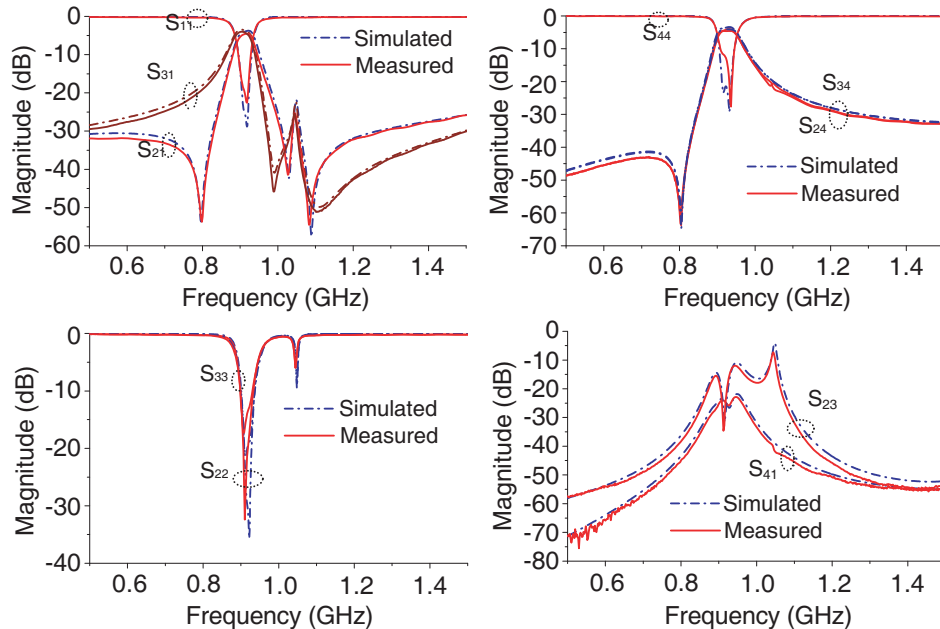 0
-10
-20
-30
-40
-50
-60
0.6 0.8 1.0 1.2 1.4
Magnitude (dB)
Frequency (GHz)
S11
S31
S21
Simulated
Measured
0
-10
-20
-30
-40
-50
-60
-70
0.6 0.8 1.0 1.2 1.4
Magnitude (dB)
Frequency (GHz)
S44
S34
S24
Simulated
Measured
0
-10
-20
-30
-40
0.6 0.8 1.0 1.2 1.4
Magnitude (dB)
Frequency (GHz)
S33
S22
Simulated
Measured
0
-10
-20
-30
-40
-50
-60
-70
-80
0.6 0.8 1.0 1.2 1.4
Magnitude (dB)
Frequency (GHz)
S23
S41
Simulated
Measured